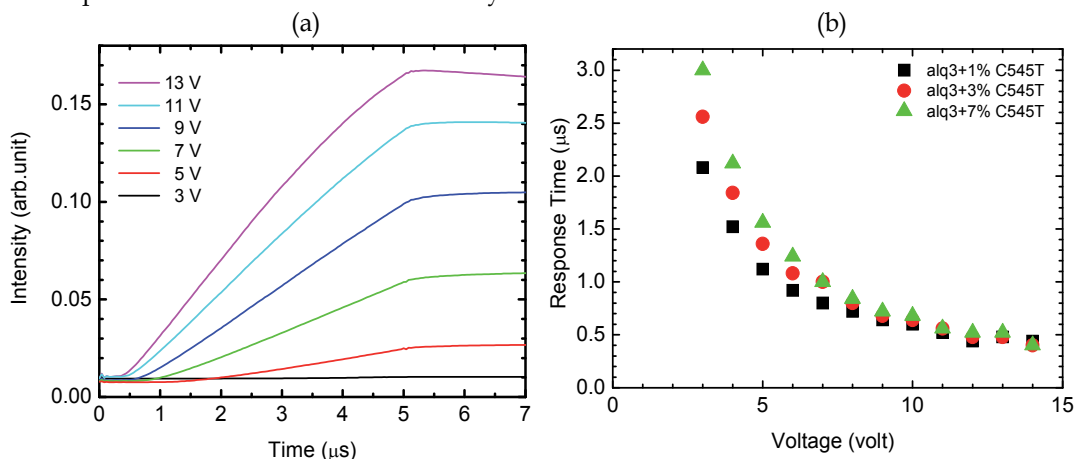 (a)
(b)
Intensity (arb.unit)
0.15
0.10
0.05
0.00
13 V
11 V
9 V
7 V
5 V
3 V
0 1 2 3 4 5 6 7
Time (μs)
Response Time (μs)
3.0
2.5
2.0
1.5
1.0
0.5
0.0
alq3+1% C545T
alq3+3% C545T
alq3+7% C545T
0 5 10 15
Voltage (volt)